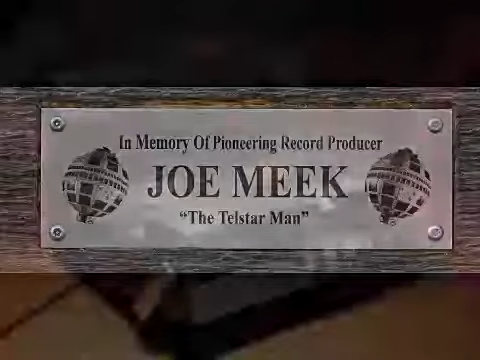 In Memory Of Pioneering Record Producer
JOE MEEK
“The Telstar Man”